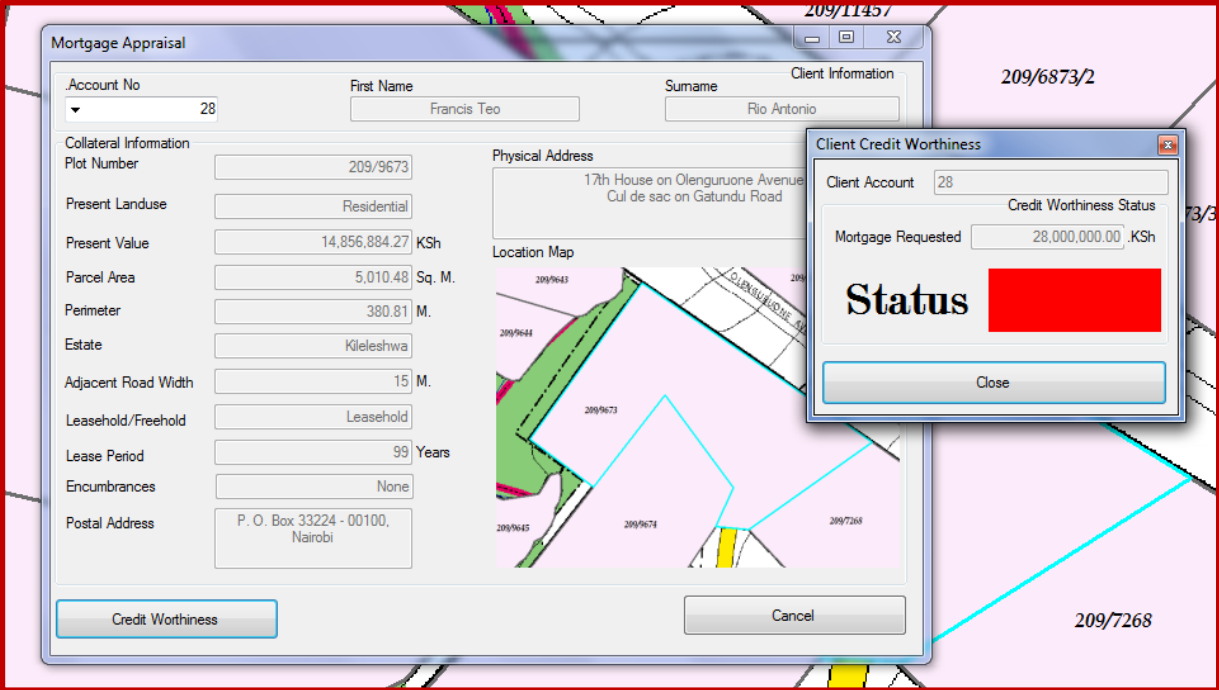 209/11457
209/6873/2
73/3
209/7268
Mortgage Appraisal
Client Information
.Account No
28
First Name
Francis Teo
Surname
Rio Antonio
Collateral Information
Plot Number
209/9673
Present Landuse
Residential
Present Value
14,856,884.27 KSh
Parcel Area
5,010.48 Sq. M.
Perimeter
380.81 M.
Estate
Kileleshwa
Adjacent Road Width
15 M.
Leasehold/Freehold
Leasehold
Lease Period
99 Years
Encumbrances
None
Postal Address
P. O. Box 33224 - 00100,
Nairobi
Physical Address
17th House on Olenguruone Avenue
Cul de sac on Gatundu Road
Location Map
209/9643
209/9644
OLENGURUONE AV
209
209/9673
209/9645
209/9674
209/7268
Credit Worthiness
Cancel
Client Credit Worthiness
Client Account
28
Credit Worthiness Status
Mortgage Requested
28,000,000.00 .KSh
Status
Close